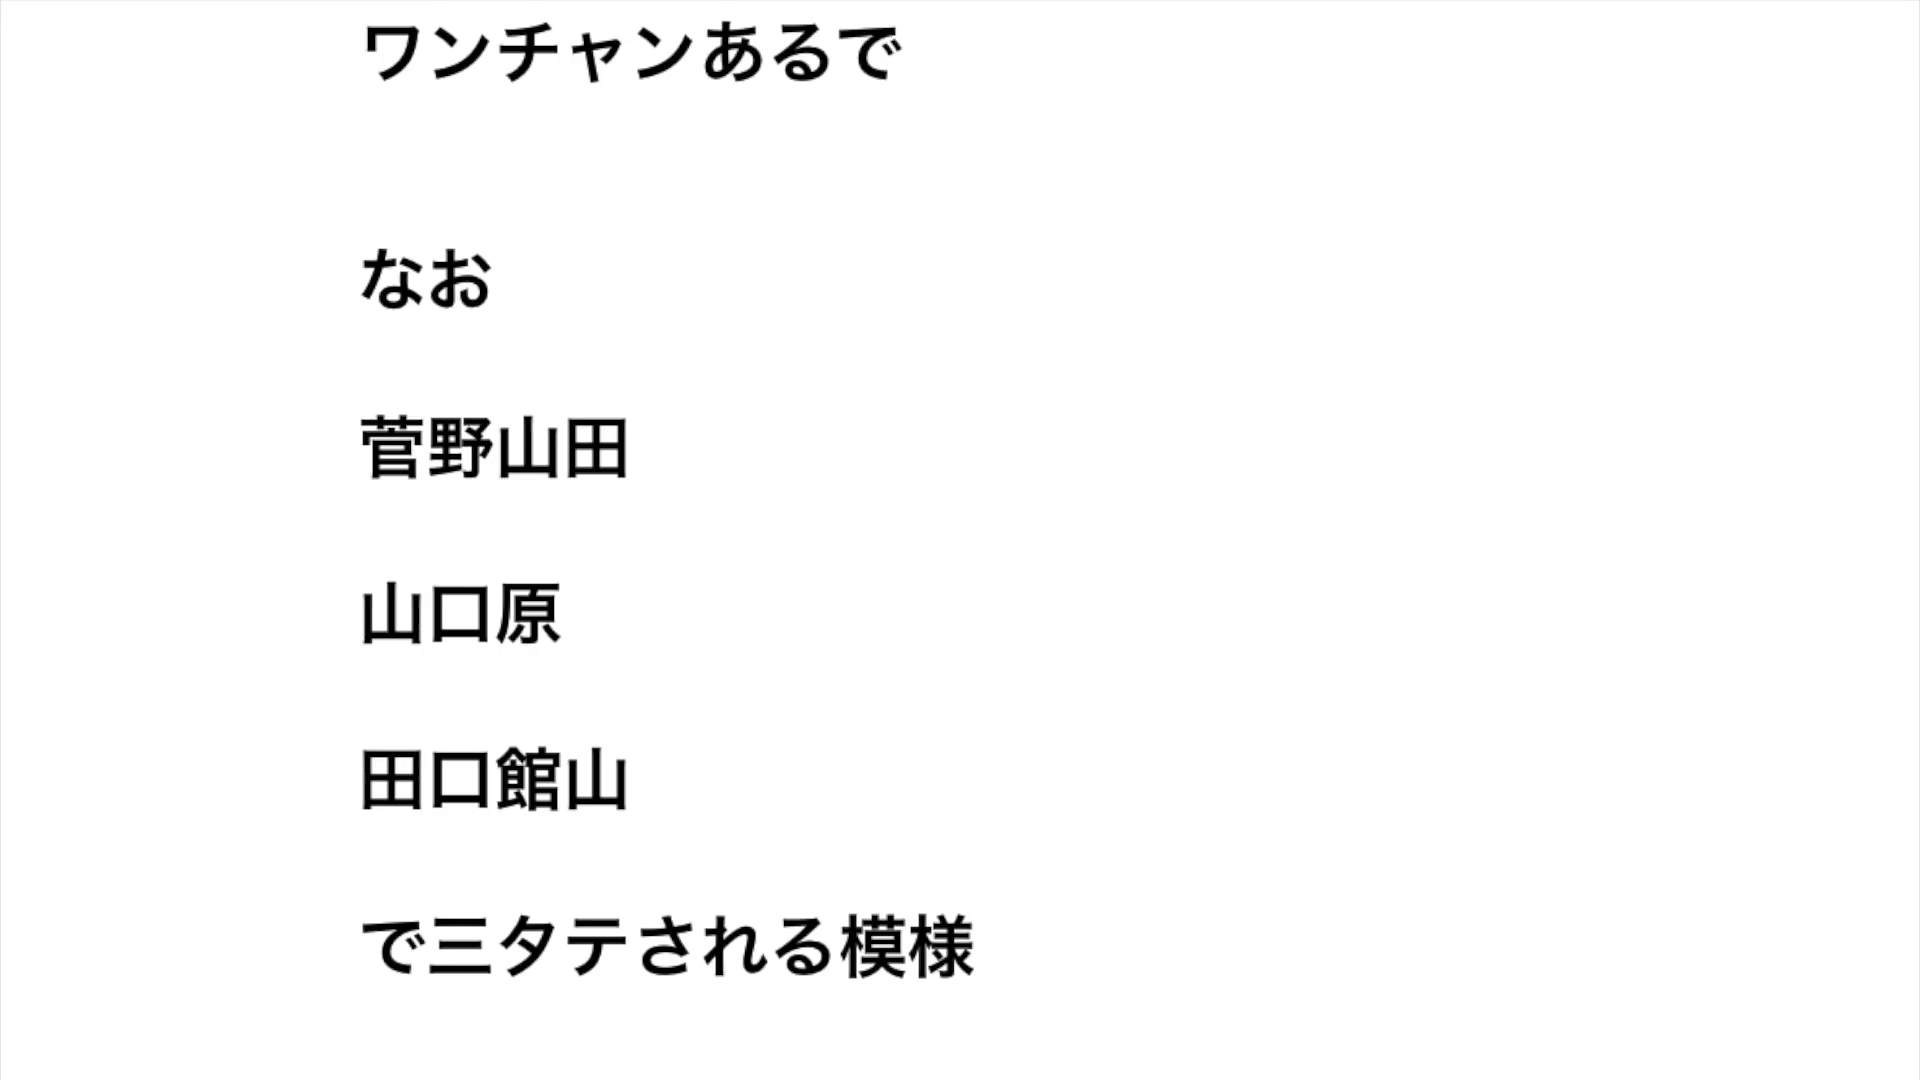 ワンチャンあるで
なお
菅野山田
山口原
田口館山
で三タテされる模様